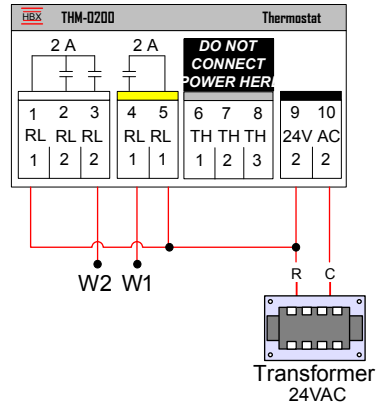 HBX THM-0200 Thermostat
2 A 2 A DO NOT
CONNECT
POWER HERE
1 2 3 4 5 6 7 8 9 10
RL RL RL RL RL TH TH TH 24V AC
1 2 2 1 1 1 2 3 2 2
W2 W1
R C
Transformer
24VAC